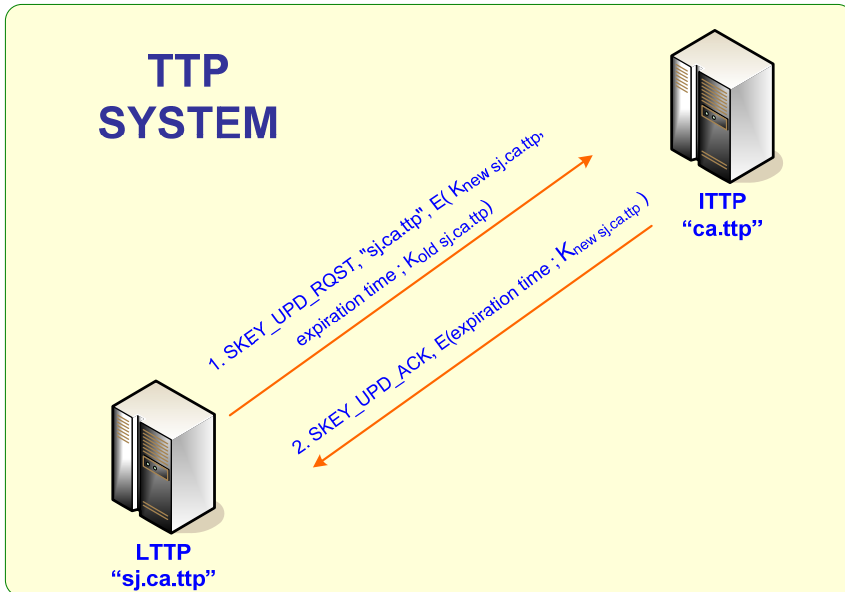 TTP
SYSTEM
ITTP
“ca.ttp”
1. SKEY_UPD_RQST, "sj.ca.ttp", E( Knew sj.ca.ttp,
expiration time ; Kold sj.ca.ttp)
2. SKEY_UPD_ACK, E(expiration time ; Knew sj.ca.ttp )
LTTP
“sj.ca.ttp”